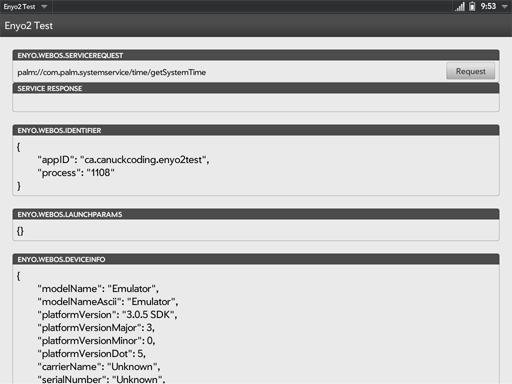 Enyo2 Test
9:53
Enyo2 Test
ENYO.WEBOS.SERVICEREQUEST
palm://com.palm.systemservice/time/getSystemTime
Request
SERVICE RESPONSE
ENYO.WEBOS.IDENTIFIER
{
"appID": "ca.canuckcoding.enyo2test",
"process": "1108"
}
ENYO.WEBOS.LAUNCHPARAMS
{}
ENYO.WEBOS.DEVICEINFO
{
"modelName": "Emulator",
"modelNameAscii": "Emulator",
"platformVersion": "3.0.5 SDK",
"platformVersionMajor": 3,
"platformVersionMinor": 0,
"platformVersionDot": 5,
"carrierName": "Unknown",
"serialNumber": "Unknown",